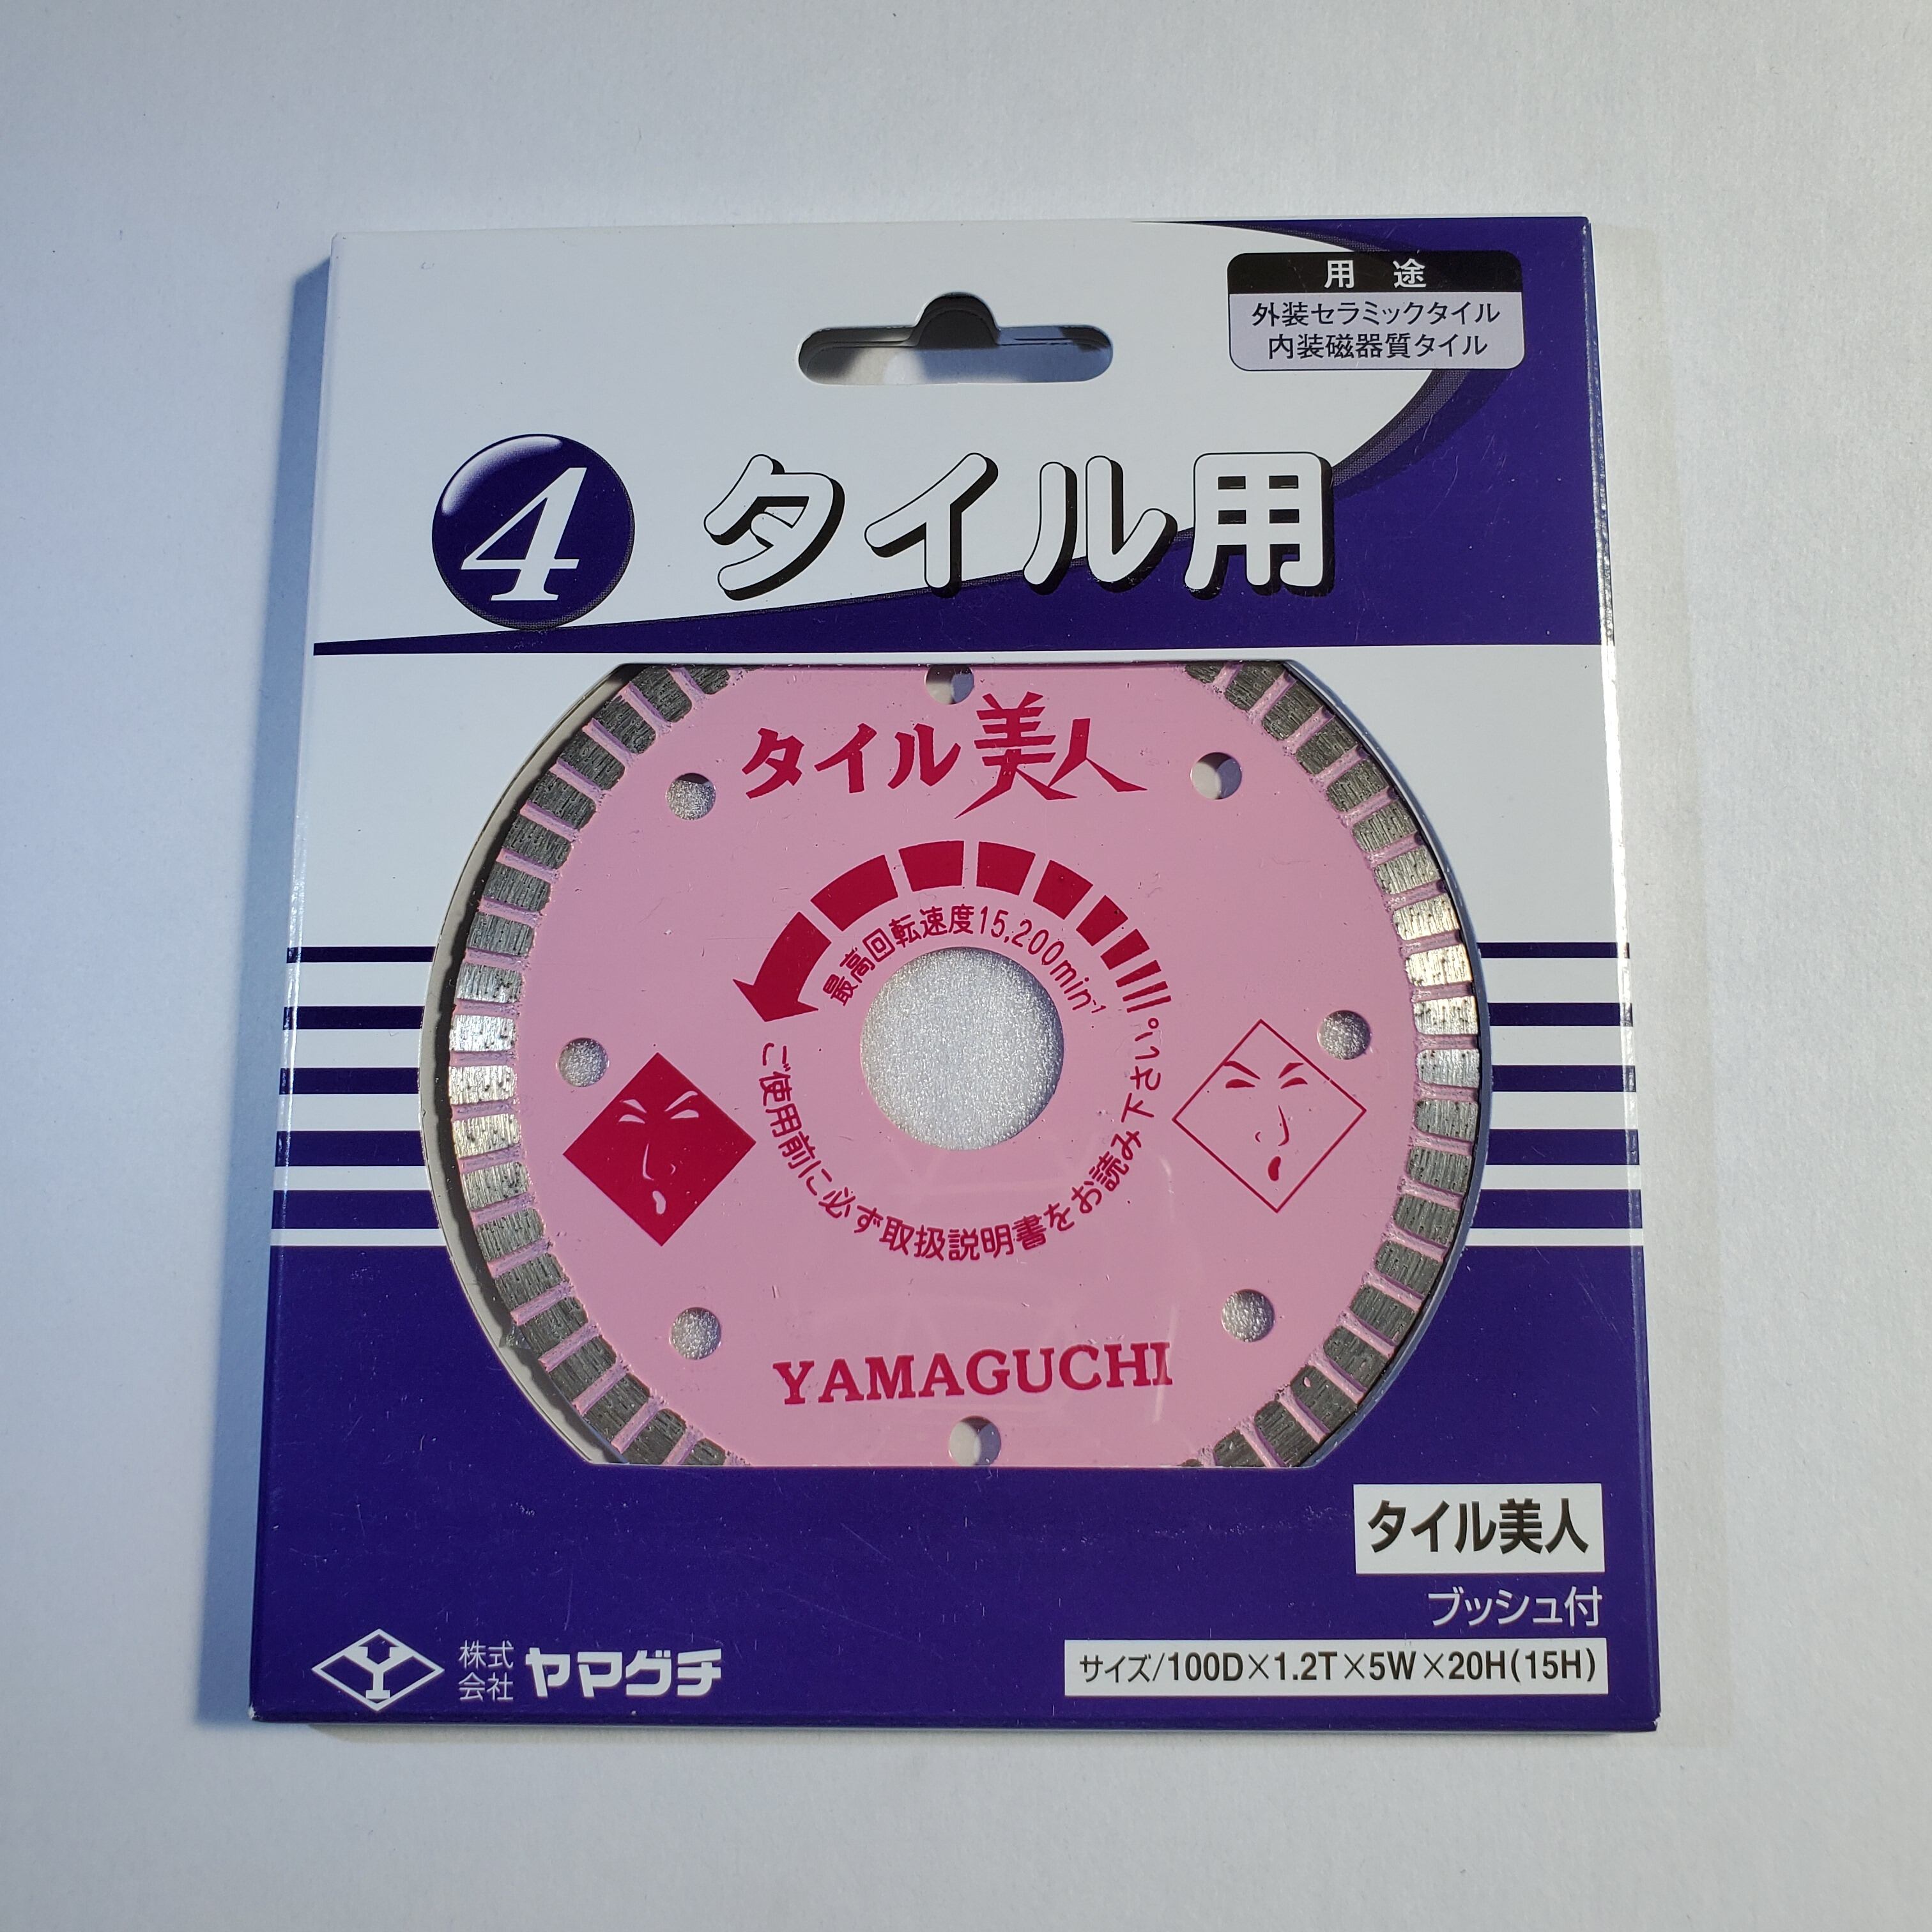 用途
外装セラミックタイル
内装磁器質タイル
4 タイル用
タイル美人
最高回転速度15,200min⁻¹
ご使用前に必ず取扱説明書をお読み下さい。
YAMAGUCHI
タイル美人
ブッシュ付
サイズ/100D×1.2T×5W×20H(15H)
Y
株式
会社
ヤマグチ